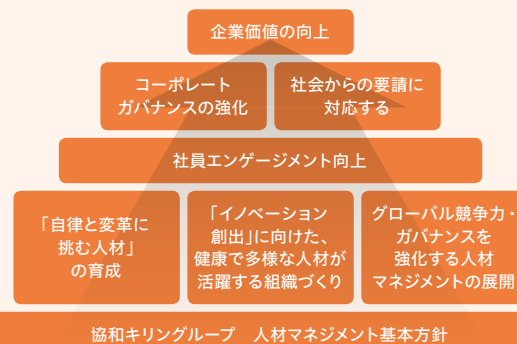 企業価値の向上
コーポレート
ガバナンスの強化
社会からの要請に
対応する
社員エンゲージメント向上
「自律と変革に
挑む人材」
の育成
「イノベーション
創出」に向けた、
健康で多様な人材が
活躍する組織づくり
グローバル競争力・
ガバナンスを
強化する人材
マネジメントの展開
協和キリングループ　人材マネジメント基本方針